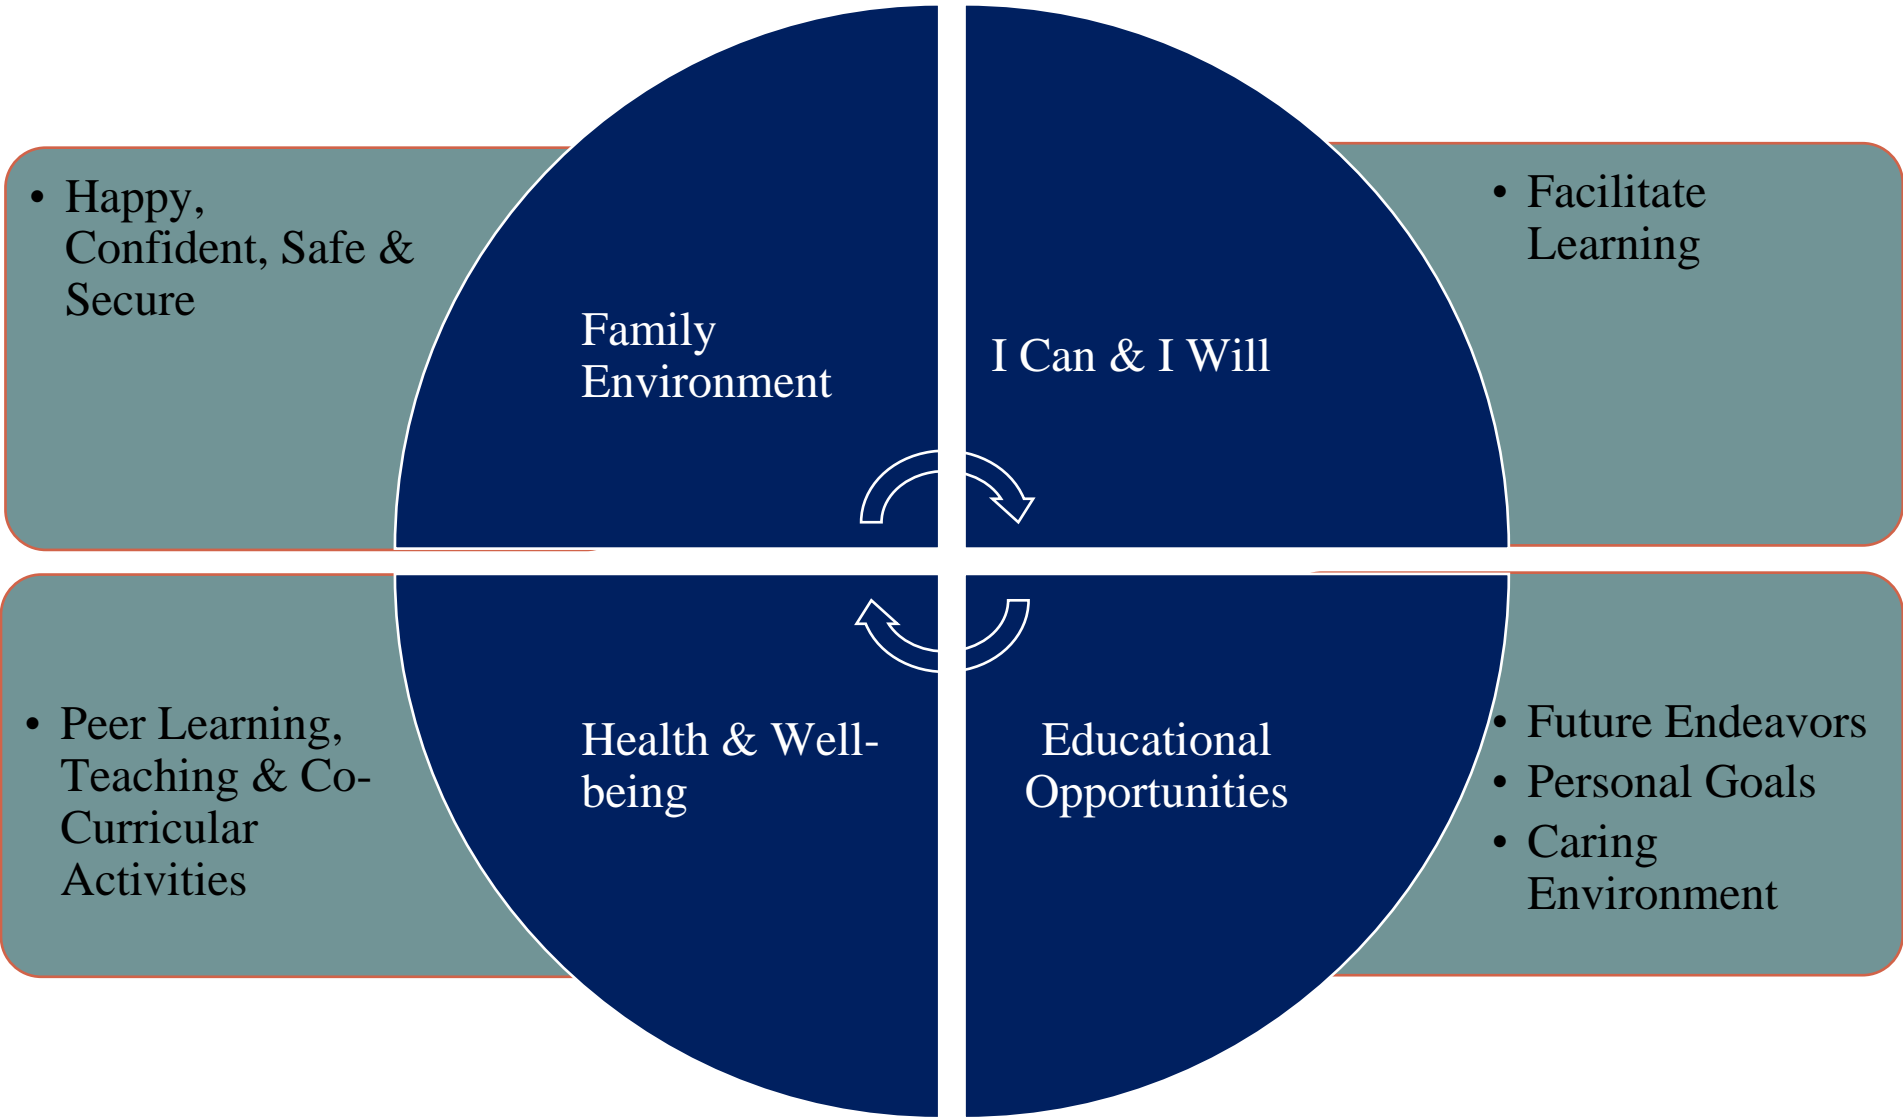 • Happy,
Confident, Safe &
Secure
Family
Environment
I Can & I Will
• Facilitate
Learning
• Peer Learning,
Teaching & Co-
Curricular
Activities
Health & Well-
being
Educational
Opportunities
• Future Endeavors
• Personal Goals
• Caring
Environment